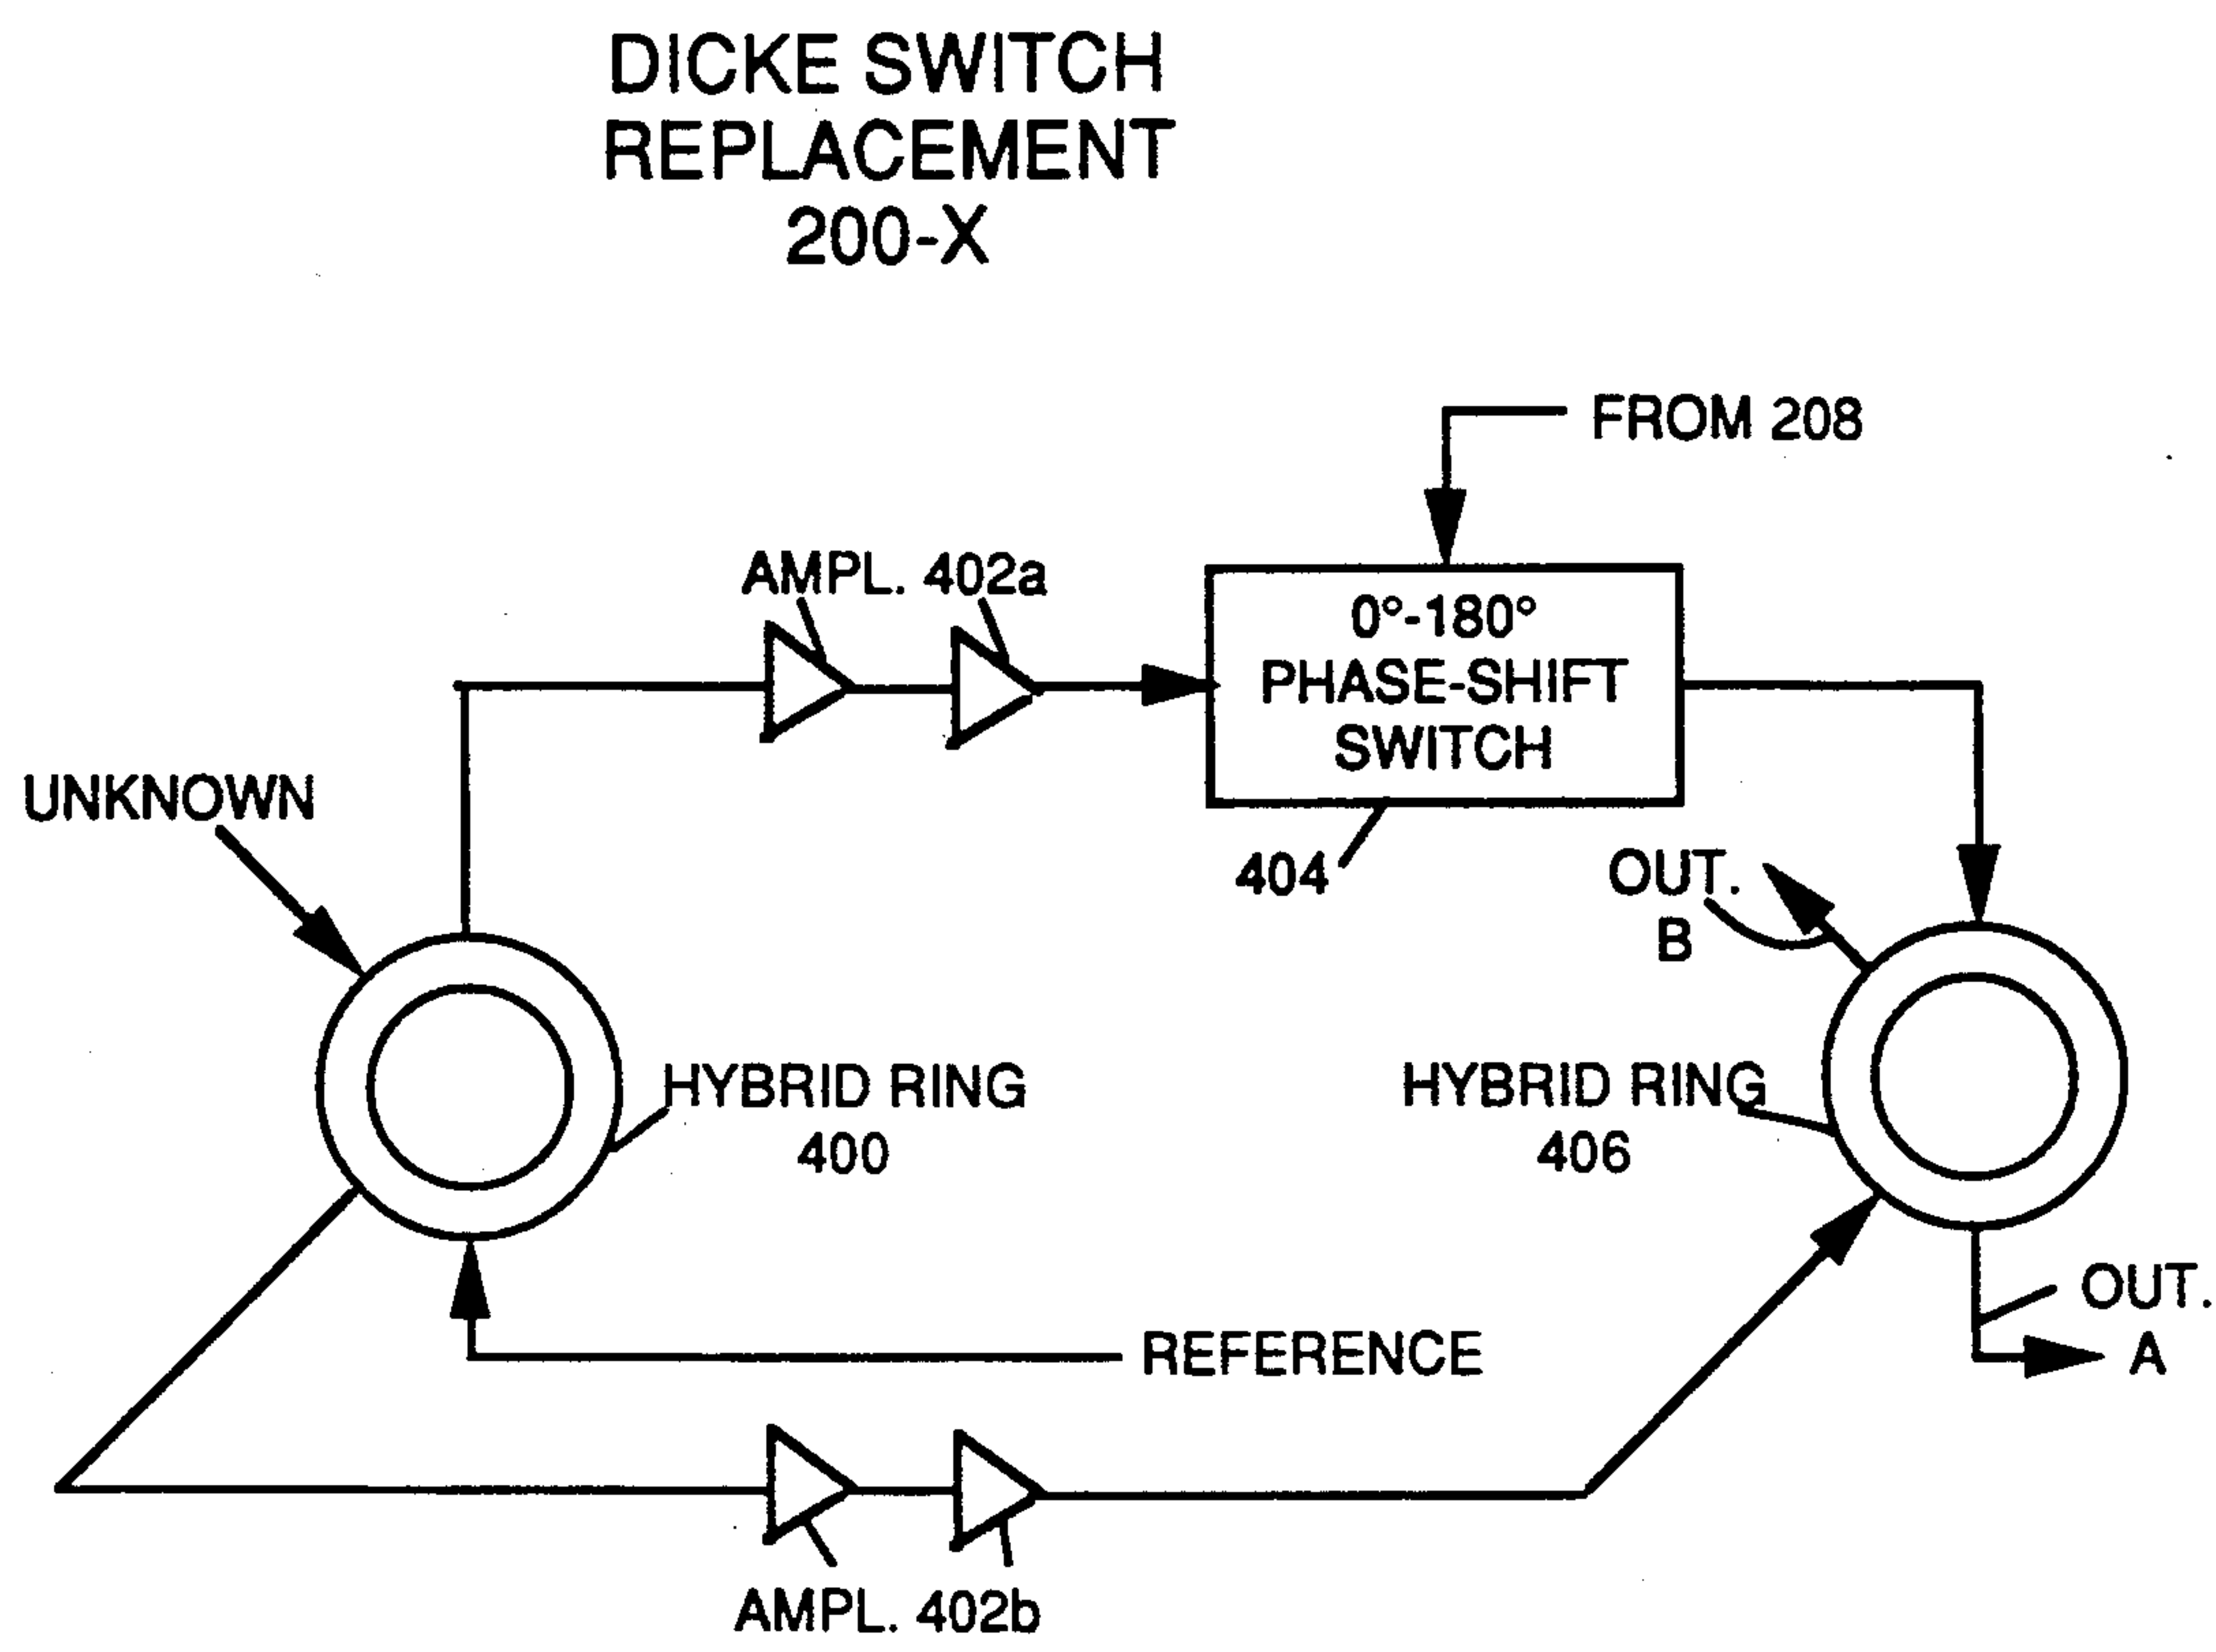 DICKE SWITCH
REPLACEMENT
200-X
FROM 208
AMPL. 402a
0°-180°
PHASE-SHIFT
SWITCH
UNKNOWN
404
OUT.
B
HYBRID RING
400
HYBRID RING
406
OUT.
A
REFERENCE
AMPL. 402b